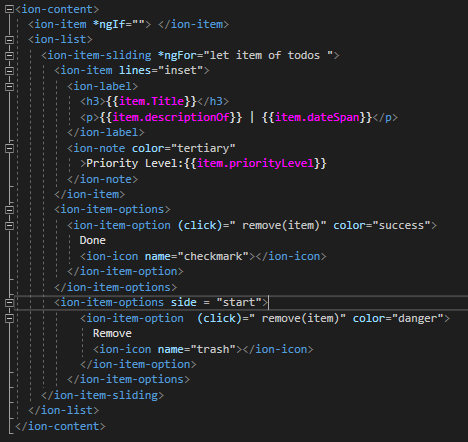 <ion-content>
<ion-item *ngIf=""> </ion-item>
<ion-list>
<ion-item-sliding *ngFor="let item of todos ">
<ion-item lines="inset">
<ion-label>
<h3>{{item.Title}}</h3>
<p>{{item.descriptionOf}} | {{item.dateSpan}}</p>
</ion-label>
<ion-note color="tertiary"
>Priority Level:{{item.priorityLevel}}
</ion-note>
</ion-item>
<ion-item-options>
<ion-item-option (click)=" remove(item)" color="success">
Done
<ion-icon name="checkmark"></ion-icon>
</ion-item-option>
</ion-item-options>
<ion-item-options side = "start">
<ion-item-option  (click)=" remove(item)" color="danger">
Remove
<ion-icon name="trash"></ion-icon>
</ion-item-option>
</ion-item-options>
</ion-item-sliding>
</ion-list>
</ion-content>